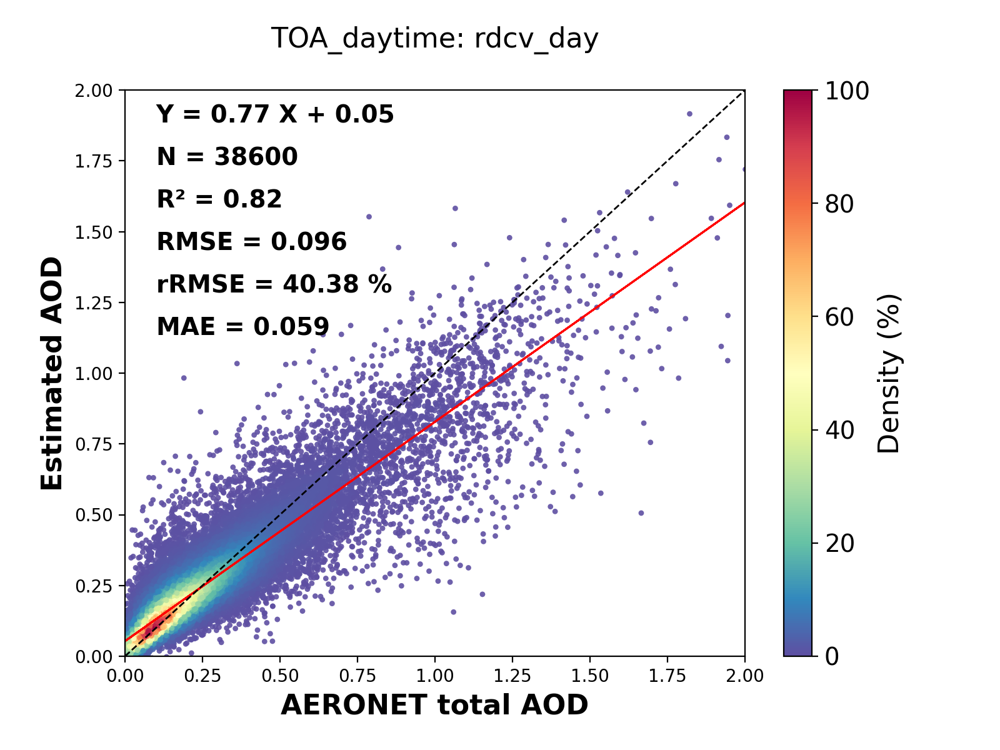 TOA_daytime: rdcv_day
Y = 0.77 X + 0.05
N = 38600
R² = 0.82
RMSE = 0.096
rRMSE = 40.38 %
MAE = 0.059
2.00
1.75
1.50
1.25
1.00
0.75
0.50
0.25
0.00
Estimated AOD
0.00 0.25 0.50 0.75 1.00 1.25 1.50 1.75 2.00
AERONET total AOD
100
80
60
40
20
0
Density (%)